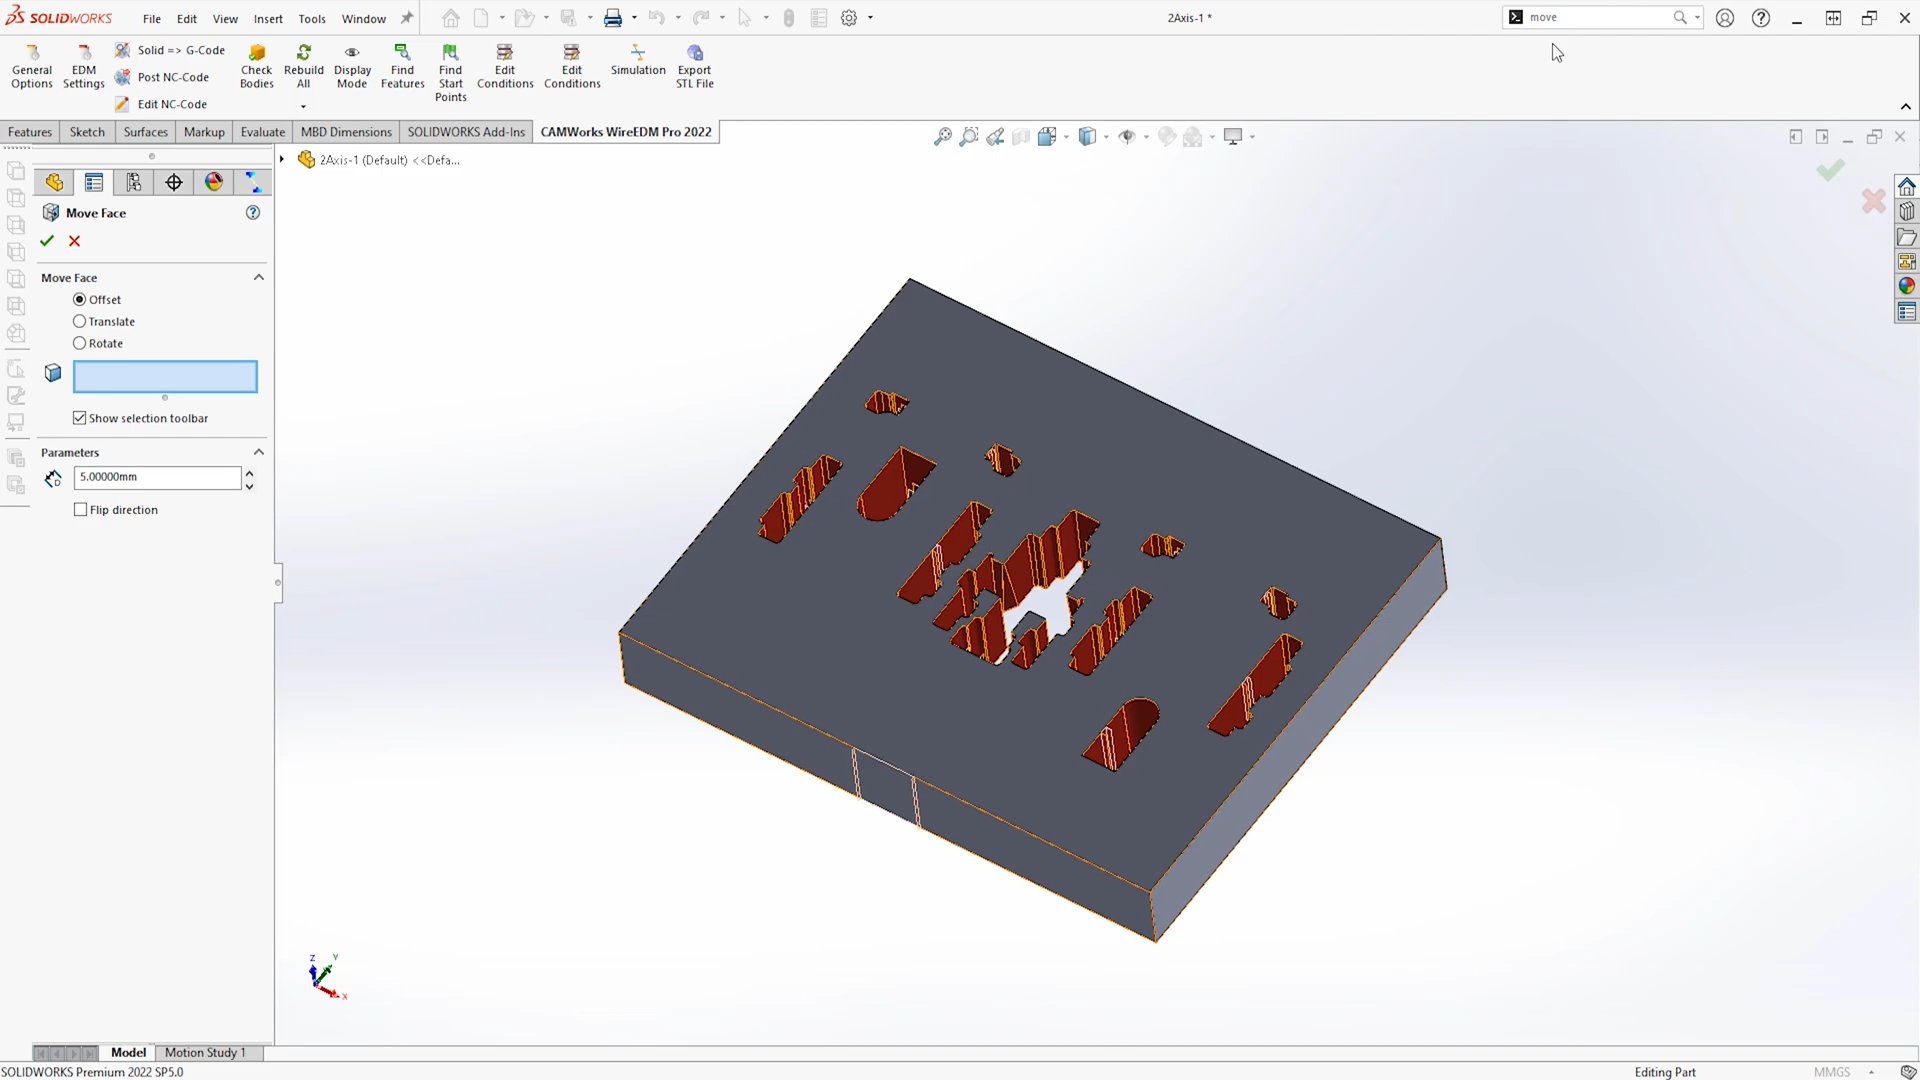 SOLIDWORKS File Edit View Insert Tools Window 2Axis-1 * move
General Options
EDM Settings
Solid => G-Code
Post NC-Code
Edit NC-Code
Check Bodies
Rebuild All
Display Mode
Find Features
Find Start Points
Edit Conditions
Edit Conditions
Simulation
Export STL File
Features Sketch Surfaces Markup Evaluate MBD Dimensions SOLIDWORKS Add-Ins CAMWorks WireEDM Pro 2022
2Axis-1 (Default) <<Defa...
Move Face
Move Face
Offset
Translate
Rotate
Show selection toolbar
Parameters
5.00000mm
Flip direction
Z Y X
Model Motion Study 1
SOLIDWORKS Premium 2022 SP5.0 Editing Part MMGS